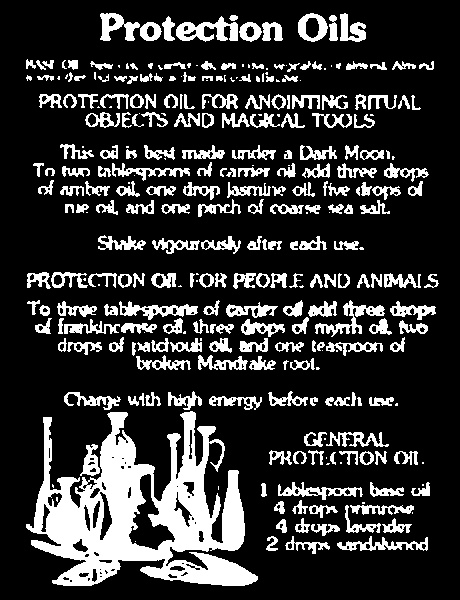 Protection Oils
BASE OIL: base oils, or carrier oils, are olive, vegetable, or almond. Almond
is very thin, but vegetable is the most cost effective.
PROTECTION OIL FOR ANOINTING RITUAL
OBJECTS AND MAGICAL TOOLS
This oil is best made under a Dark Moon.
To two tablespoons of carrier oil add three drops
of amber oil, one drop Jasmine oil, five drops of
rue oil, and one pinch of coarse sea salt.
Shake vigourously after each use.
PROTECTION OIL FOR PEOPLE AND ANIMALS
To three tablespoons of carrier oil add three drops
of frankincense oil, three drops of myrrh oil, two
drops of patchouli oil, and one teaspoon of
broken Mandrake root.
Charge with high energy before each use.
GENERAL
PROTECTION OIL
1 tablespoon base oil
4 drops primrose
4 drops lavender
2 drops sandalwood